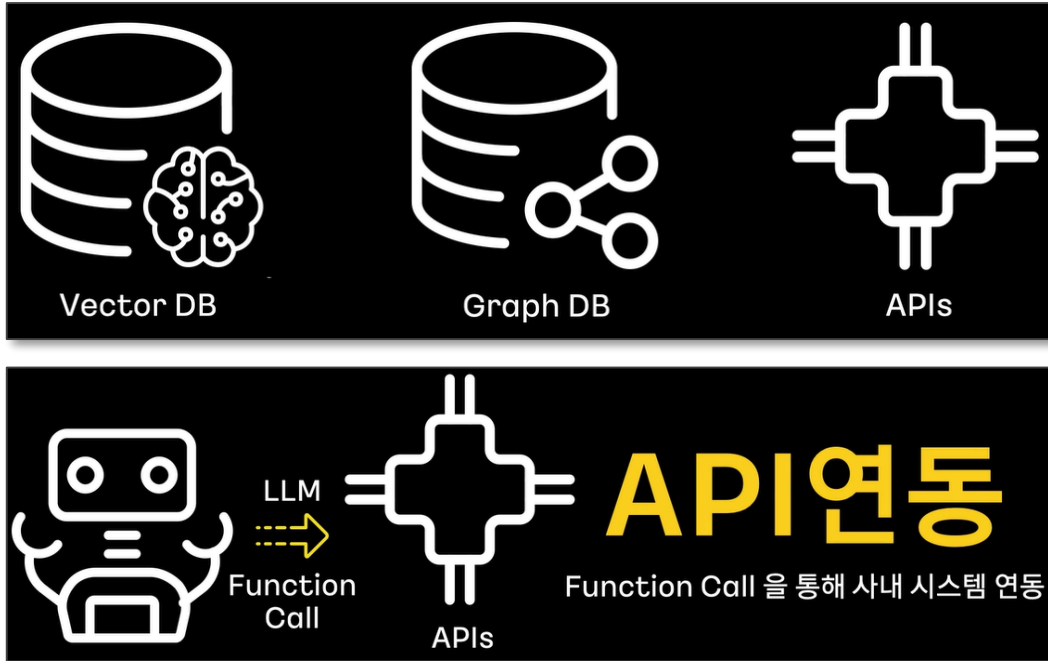 Vector DB
Graph DB
APIs
LLM
Function
Call
APIs
API연동
Function Call 을 통해 사내 시스템 연동